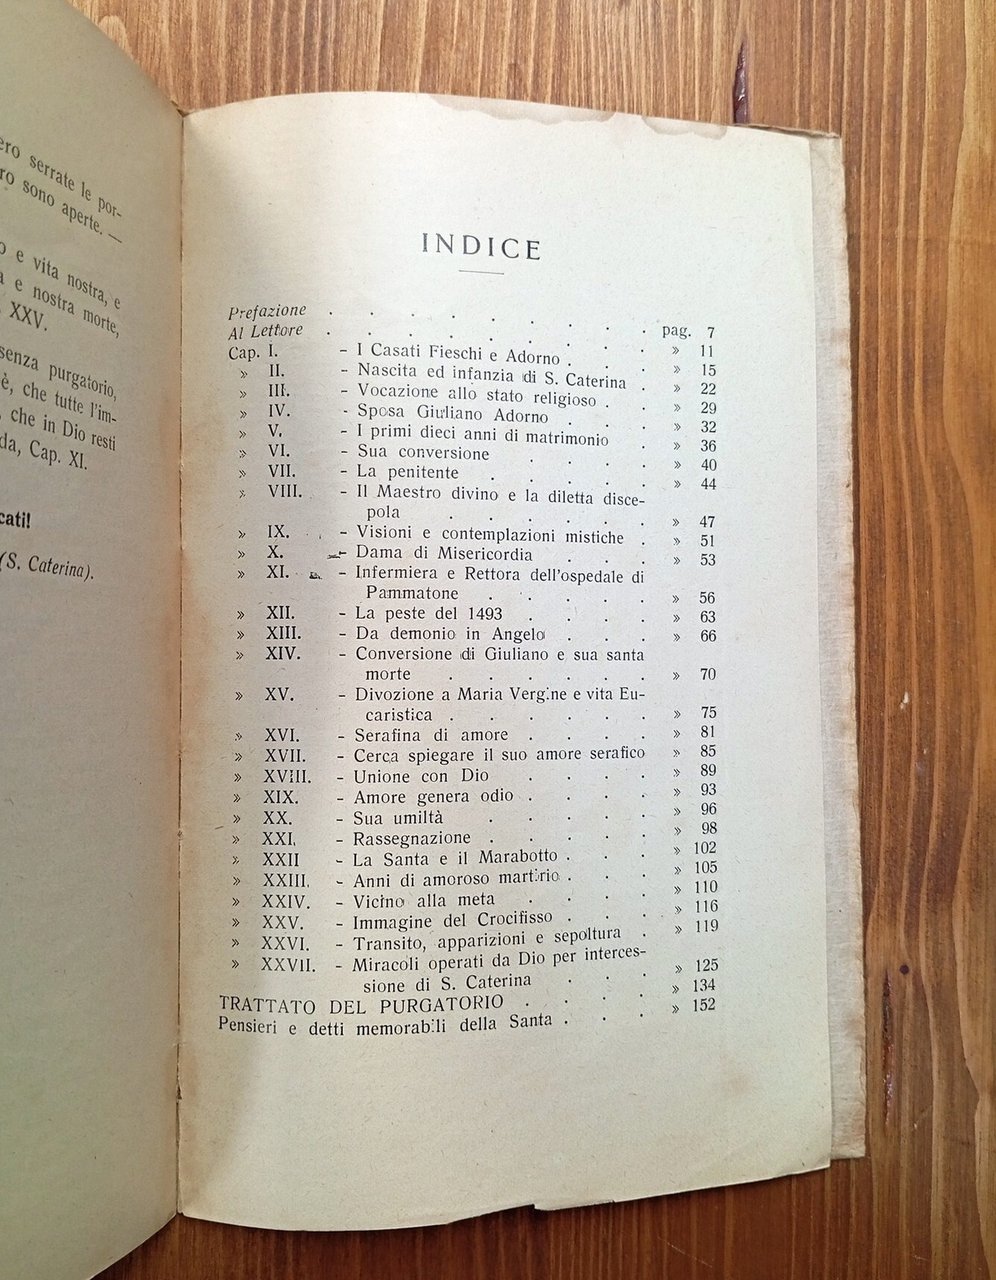 ero serrate le por-
ro sono aperte. —
o e vita nostra, e
a e nostra morte,
XXV.
senza purgatorio,
è, che tutte l'im-
, che in Dio resti
da, Cap. XI.
cati!
(S. Caterina).
INDICE
Prefazione . . . . . . . . . pag. 7
Al Lettore . . . . . . . . » 11
Cap. I. - I Casati Fieschi e Adorno . . . » 15
» II. - Nascita ed infanzia di S. Caterina » 22
» III. - Vocazione allo stato religioso . . » 29
» IV. - Sposa Giuliano Adorno . . . » 32
» V. - I primi dieci anni di matrimonio . » 36
» VI. - Sua conversione . . . . » 40
» VII. - La penitente . . . . . » 44
» VIII. - Il Maestro divino e la diletta disce-
pola . . . . . . . » 47
» IX. - Visioni e contemplazioni mistiche . » 51
» X. - Dama di Misericordia . . . » 53
» XI. - Infermiera e Rettora dell'ospedale di
Pammatone . . . . . » 56
» XII. - La peste del 1493 . . . . » 63
» XIII. - Da demonio in Angelo . . . » 66
» XIV. - Conversione di Giuliano e sua santa
morte . . . . . . » 70
» XV. - Divozione a Maria Vergine e vita Eu-
caristica . . . . . . » 75
» XVI. - Serafina di amore . . . . » 81
» XVII. - Cerca spiegare il suo amore serafico » 85
» XVIII. - Unione con Dio . . . . » 89
» XIX. - Amore genera odio . . . . » 93
» XX. - Sua umiltà . . . . . » 96
» XXI. - Rassegnazione . . . . . » 98
» XXII - La Santa e il Marabotto . . . » 102
» XXIII. - Anni di amoroso martirio . . . » 105
» XXIV. - Vicino alla meta . . . . » 110
» XXV. - Immagine del Crocifisso . . . » 116
» XXVI. - Transito, apparizioni e sepoltura . » 119
» XXVII. - Miracoli operati da Dio per interces-
sione di S. Caterina . . . » 125
TRATTATO DEL PURGATORIO . . . . » 134
Pensieri e detti memorabili della Santa . . . » 152